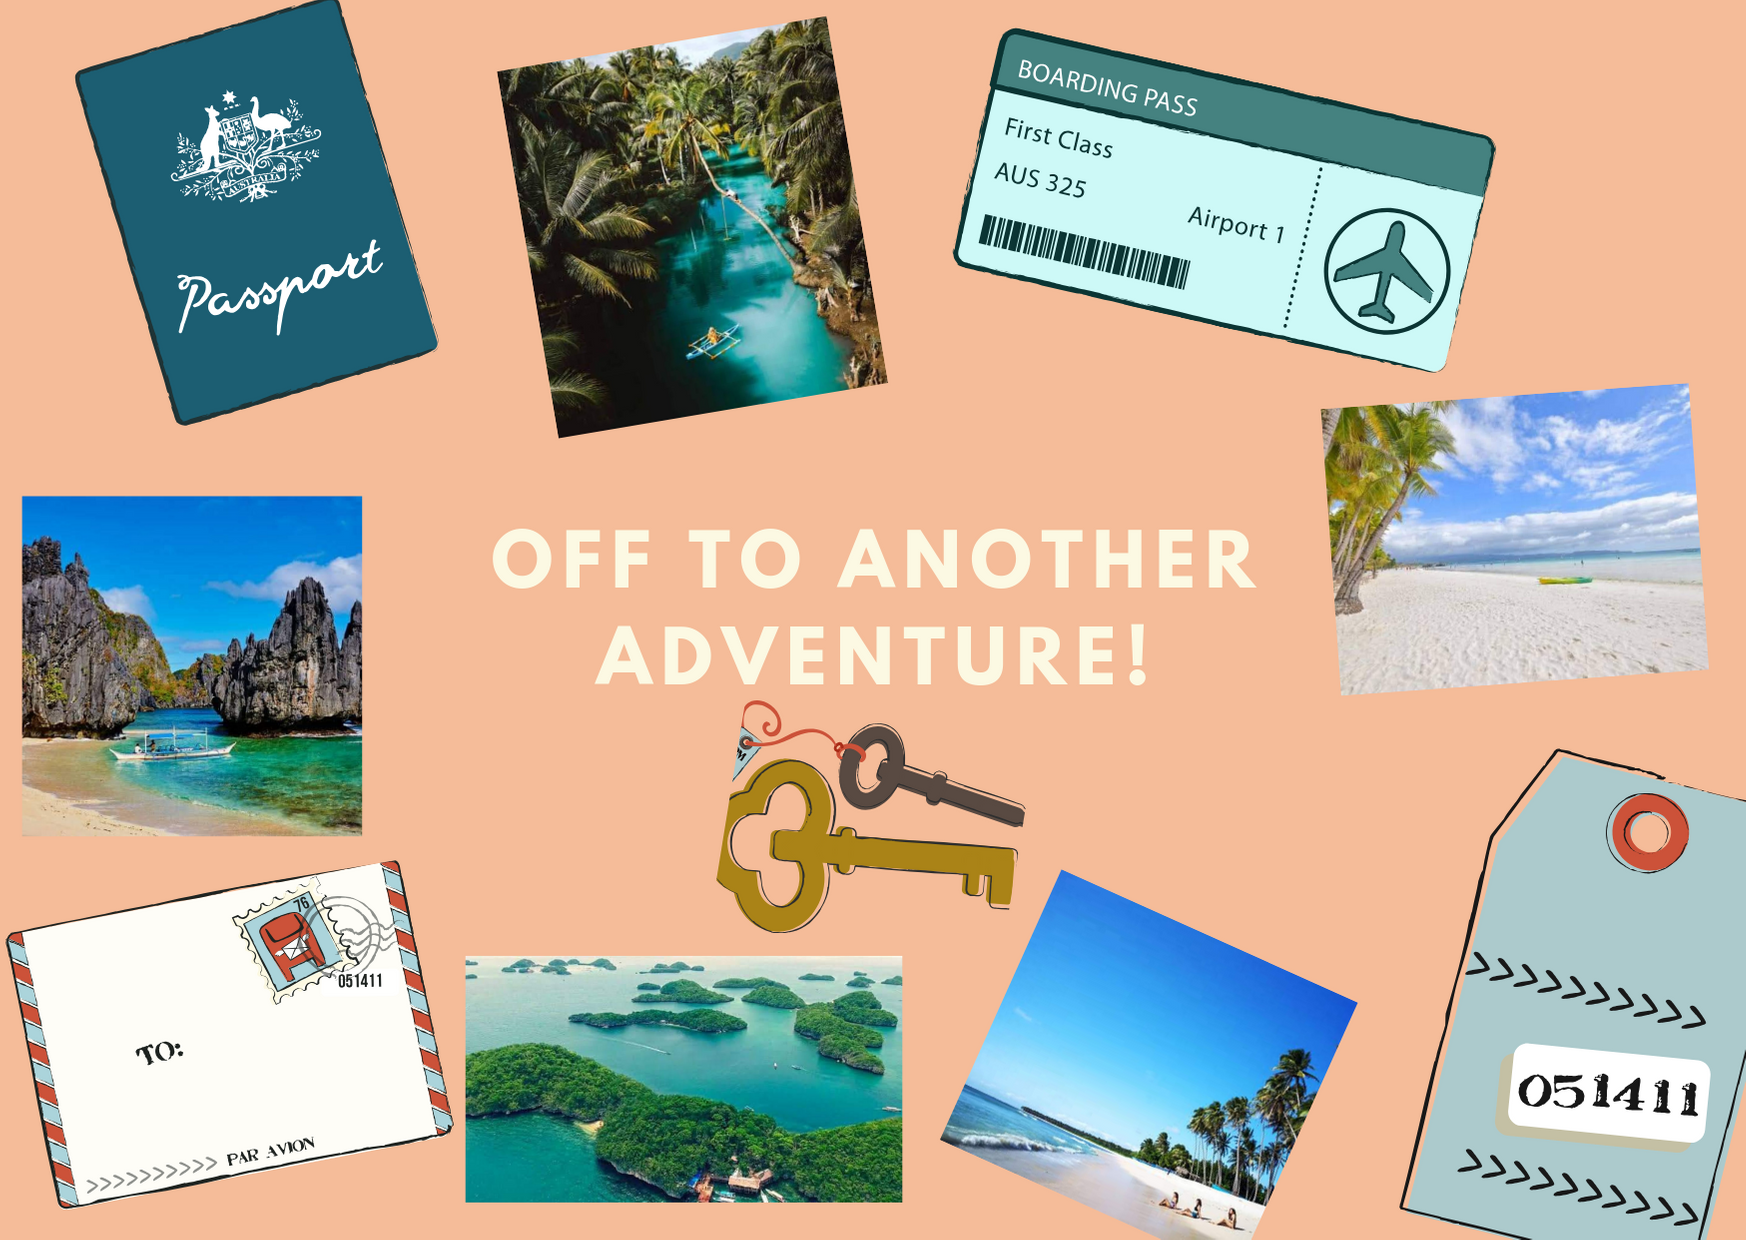 AUSTRALIA
Passport
BOARDING PASS
First Class
AUS 325
Airport 1
OFF TO ANOTHER
ADVENTURE!
76
051411
TO:
PAR AVION
051411